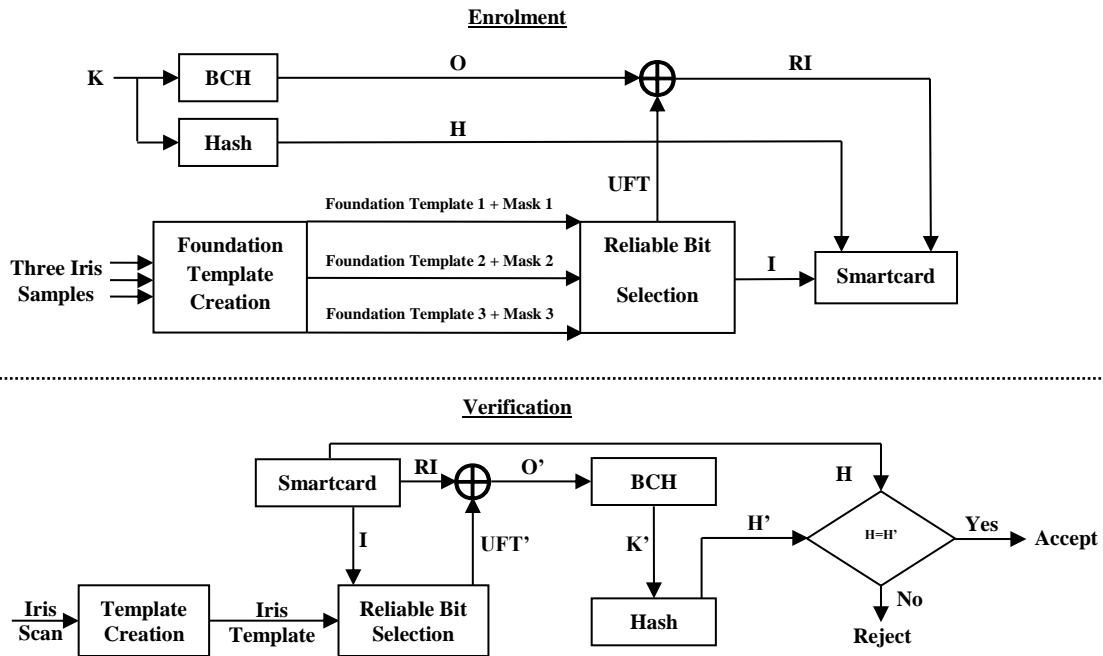 Enrolment
K
BCH
O
RI
Hash
H
UFT
Three Iris
Samples
Foundation
Template
Creation
Foundation Template 1 + Mask 1
Foundation Template 2 + Mask 2
Foundation Template 3 + Mask 3
Reliable Bit
Selection
I
Smartcard
Verification
Smartcard
RI
O’
BCH
H
I
UFT’
K’
H’
H=H’
Yes
Accept
No
Reject
Iris
Scan
Template
Creation
Iris
Template
Reliable Bit
Selection
Hash